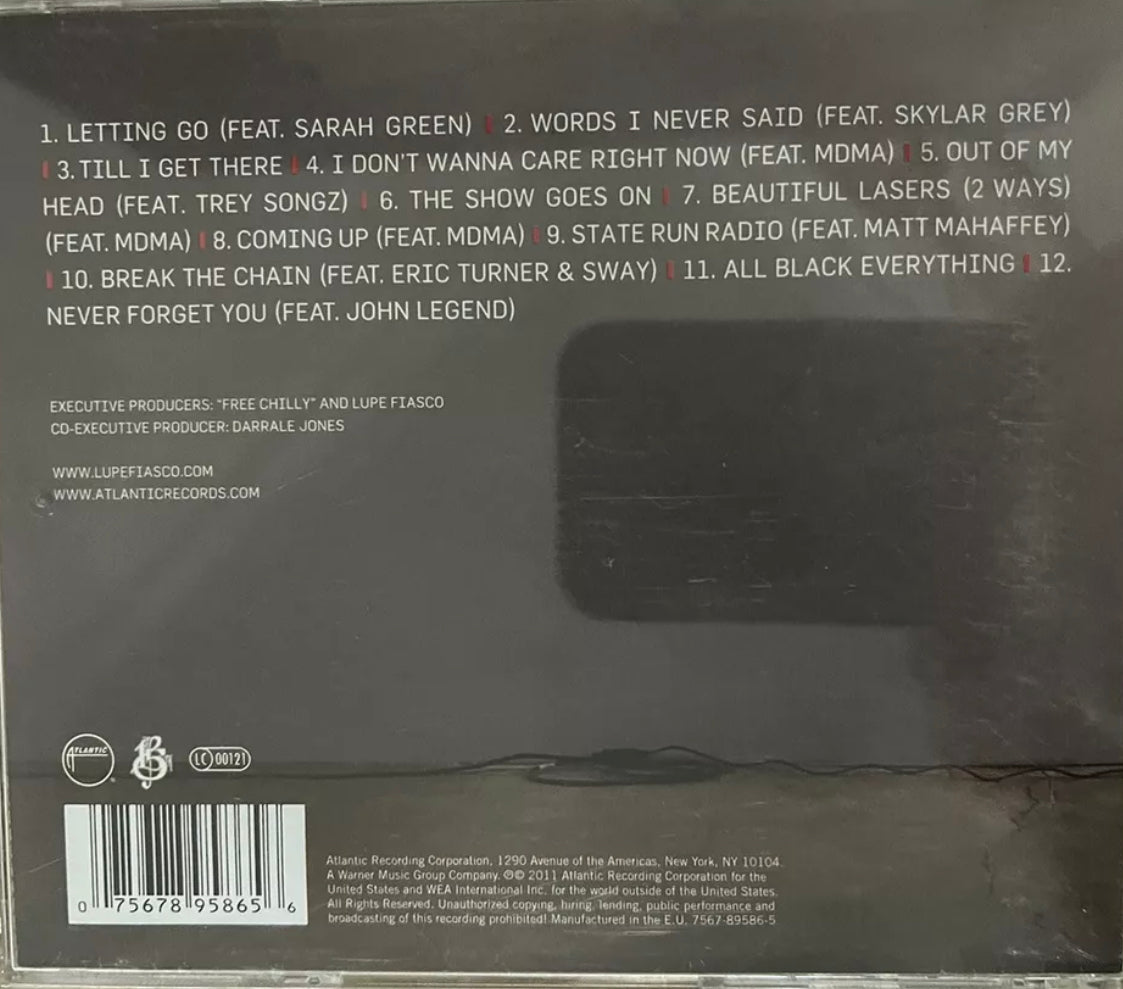 1. LETTING GO (FEAT. SARAH GREEN) | 2. WORDS I NEVER SAID (FEAT. SKYLAR GREY)
| 3. TILL I GET THERE | 4. I DON'T WANNA CARE RIGHT NOW (FEAT. MDMA) | 5. OUT OF MY
HEAD (FEAT. TREY SONGZ) | 6. THE SHOW GOES ON | 7. BEAUTIFUL LASERS (2 WAYS)
(FEAT. MDMA) | 8. COMING UP (FEAT. MDMA) | 9. STATE RUN RADIO (FEAT. MATT MAHAFFEY)
| 10. BREAK THE CHAIN (FEAT. ERIC TURNER & SWAY) | 11. ALL BLACK EVERYTHING | 12.
NEVER FORGET YOU (FEAT. JOHN LEGEND)
EXECUTIVE PRODUCERS: "FREE CHILLY" AND LUPE FIASCO
CO-EXECUTIVE PRODUCER: DARRALE JONES
WWW.LUPEFIASCO.COM
WWW.ATLANTICRECORDS.COM
ATLANTIC
LC 00121
0 75678 95865 6
Atlantic Recording Corporation, 1290 Avenue of the Americas, New York, NY 10104.
A Warner Music Group Company. ℗© 2011 Atlantic Recording Corporation for the
United States and WEA International Inc. for the world outside of the United States.
All Rights Reserved. Unauthorized copying, hiring, lending, public performance and
broadcasting of this recording prohibited! Manufactured in the E.U. 7567-89586-5